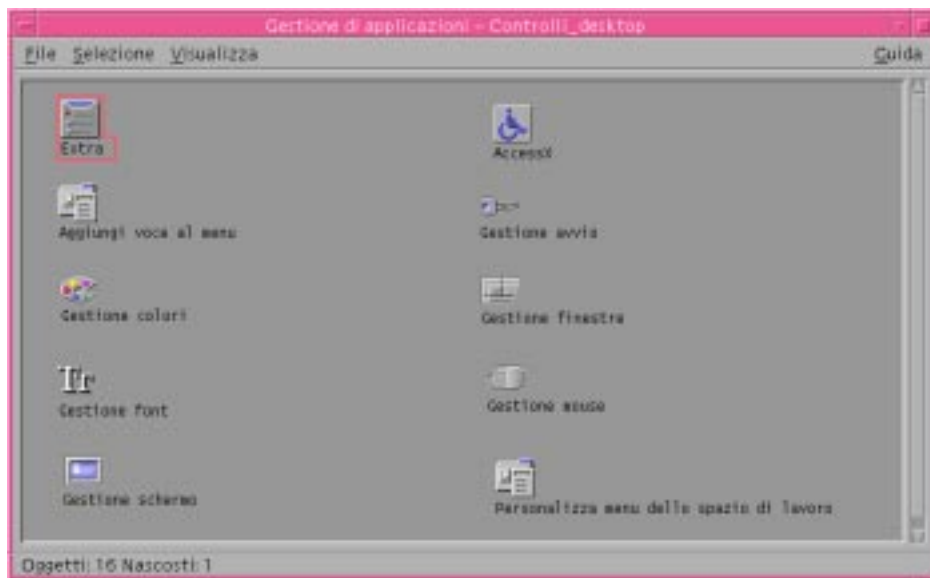 Gestione di applicazioni – Controlli_desktop
File Selezione Visualizza Guida
Extra
AccessX
Aggiungi voce al menu
Gestione avvio
Gestione colori
Gestione finestra
Gestione font
Gestione mouse
Gestione schermo
Personalizza menu dello spazio di lavoro
Oggetti: 16 Nascosti: 1